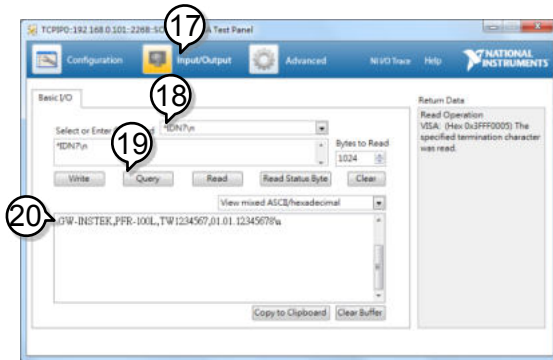 TCPIP0::192.168.0.101::2268::SO A Test Panel
17
Configuration Input/Output Advanced NI I/O Trace Help NATIONAL INSTRUMENTS
Basic I/O
18
Select or Enter d *IDN?\n
*IDN?\n
19
Bytes to Read
1024
Write Query Read Read Status Byte Clear
View mixed ASCII/hexadecimal
20
GW-INSTEK,PFR-100L,TW1234567,01.01.12345678\n
Copy to Clipboard Clear Buffer
Return Data
Read Operation
VISA: (Hex 0x3FFF0005) The
specified termination character
was read.